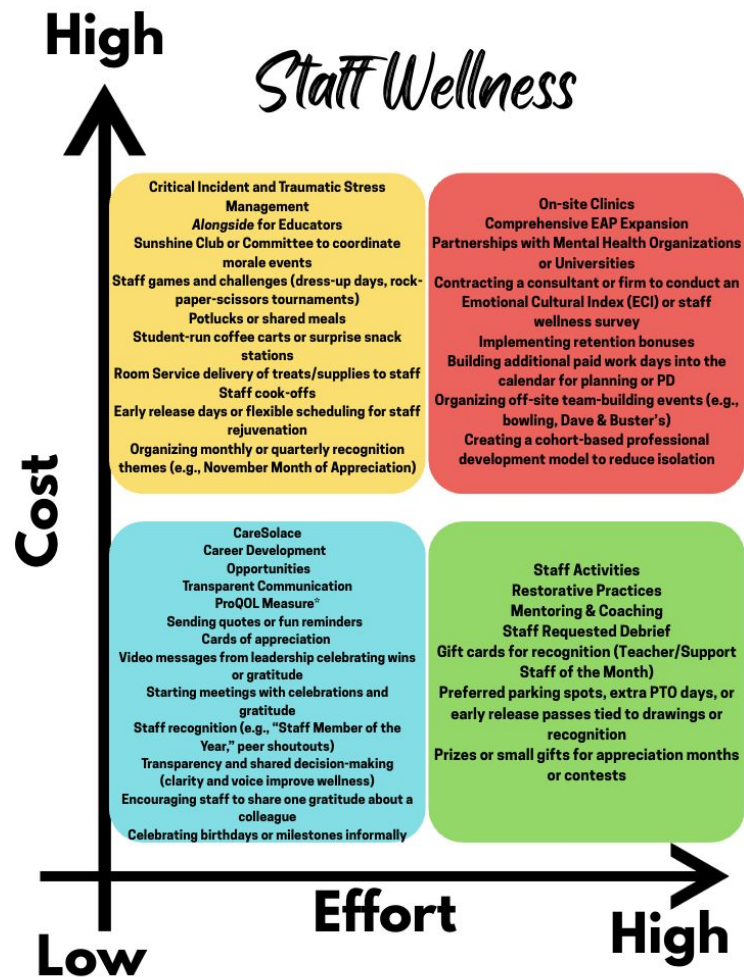 High
Staff Wellness
Critical Incident and Traumatic Stress
Management
Alongside for Educators
Sunshine Club or Committee to coordinate
morale events
Staff games and challenges (dress-up days, rock-
paper-scissors tournaments)
Potlucks or shared meals
Student-run coffee carts or surprise snack
stations
Room Service delivery of treats/supplies to staff
Staff cook-offs
Early release days or flexible scheduling for staff
rejuvenation
Organizing monthly or quarterly recognition
themes (e.g., November Month of Appreciation)
On-site Clinics
Comprehensive EAP Expansion
Partnerships with Mental Health Organizations
or Universities
Contracting a consultant or firm to conduct an
Emotional Cultural Index (ECI) or staff
wellness survey
Implementing retention bonuses
Building additional paid work days into the
calendar for planning or PD
Organizing off-site team-building events (e.g.,
bowling, Dave & Buster's)
Creating a cohort-based professional
development model to reduce isolation
Cost
CareSolace
Career Development
Opportunities
Transparent Communication
ProQOL Measure*
Sending quotes or fun reminders
Cards of appreciation
Video messages from leadership celebrating wins
or gratitude
Starting meetings with celebrations and
gratitude
Staff recognition (e.g., “Staff Member of the
Year,” peer shoutouts)
Transparency and shared decision-making
(clarity and voice improve wellness)
Encouraging staff to share one gratitude about a
colleague
Celebrating birthdays or milestones informally
Staff Activities
Restorative Practices
Mentoring & Coaching
Staff Requested Debrief
Gift cards for recognition (Teacher/Support
Staff of the Month)
Preferred parking spots, extra PTO days, or
early release passes tied to drawings or
recognition
Prizes or small gifts for appreciation months
or contests
Effort
Low
High